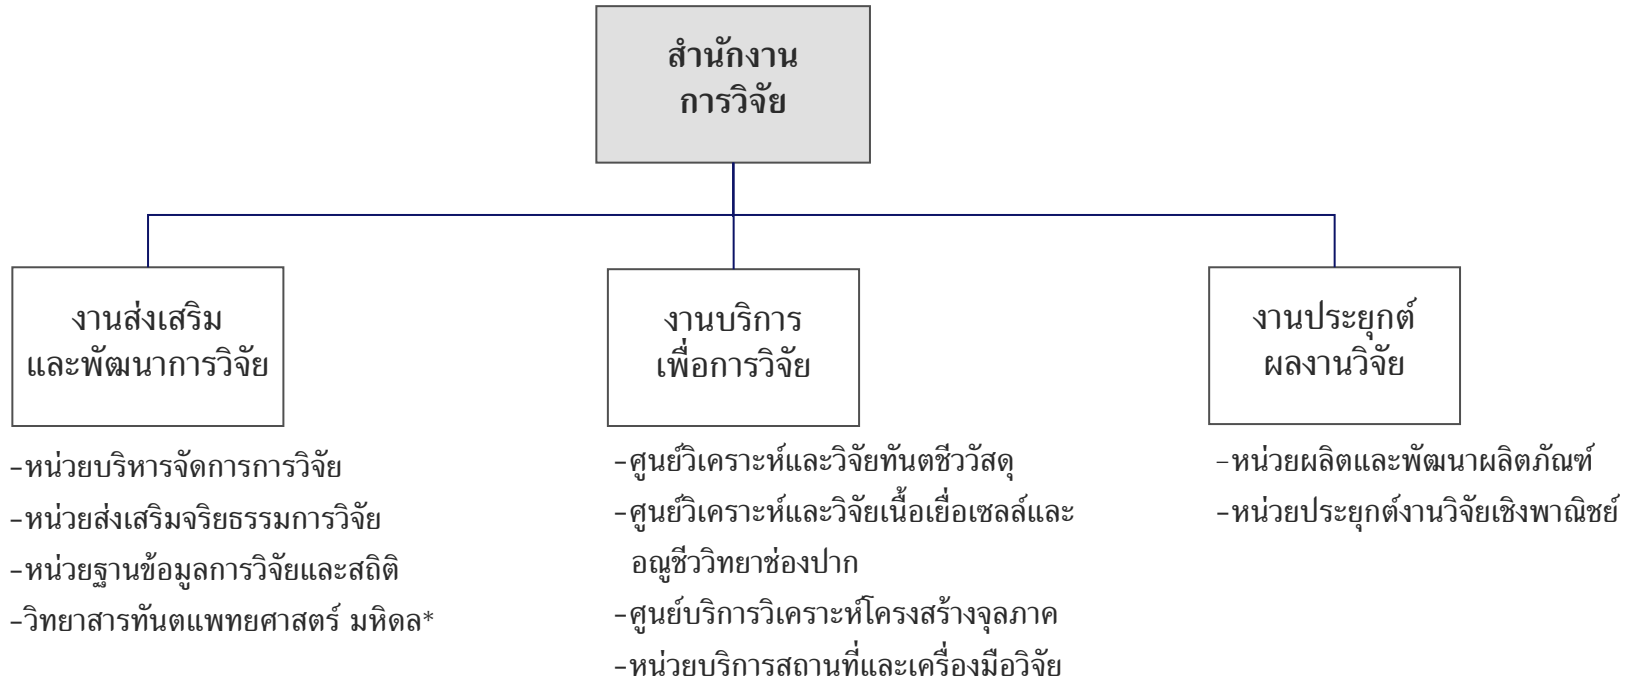 สำนักงาน
การวิจัย
งานส่งเสริม
และพัฒนาการวิจัย
-หน่วยบริหารจัดการการวิจัย
-หน่วยส่งเสริมจริยธรรมการวิจัย
-หน่วยฐานข้อมูลการวิจัยและสถิติ
-วิทยาสารทันตแพทยศาสตร์ มหิดล*
งานบริการ
เพื่อการวิจัย
-ศูนย์วิเคราะห์และวิจัยทันตชีววัสดุ
-ศูนย์วิเคราะห์และวิจัยเนื้อเยื่อเซลล์และ
อณูชีววิทยาช่องปาก
-ศูนย์บริการวิเคราะห์โครงสร้างจุลภาค
-หน่วยบริการสถานที่และเครื่องมือวิจัย
งานประยุกต์
ผลงานวิจัย
-หน่วยผลิตและพัฒนาผลิตภัณฑ์
-หน่วยประยุกต์งานวิจัยเชิงพาณิชย์